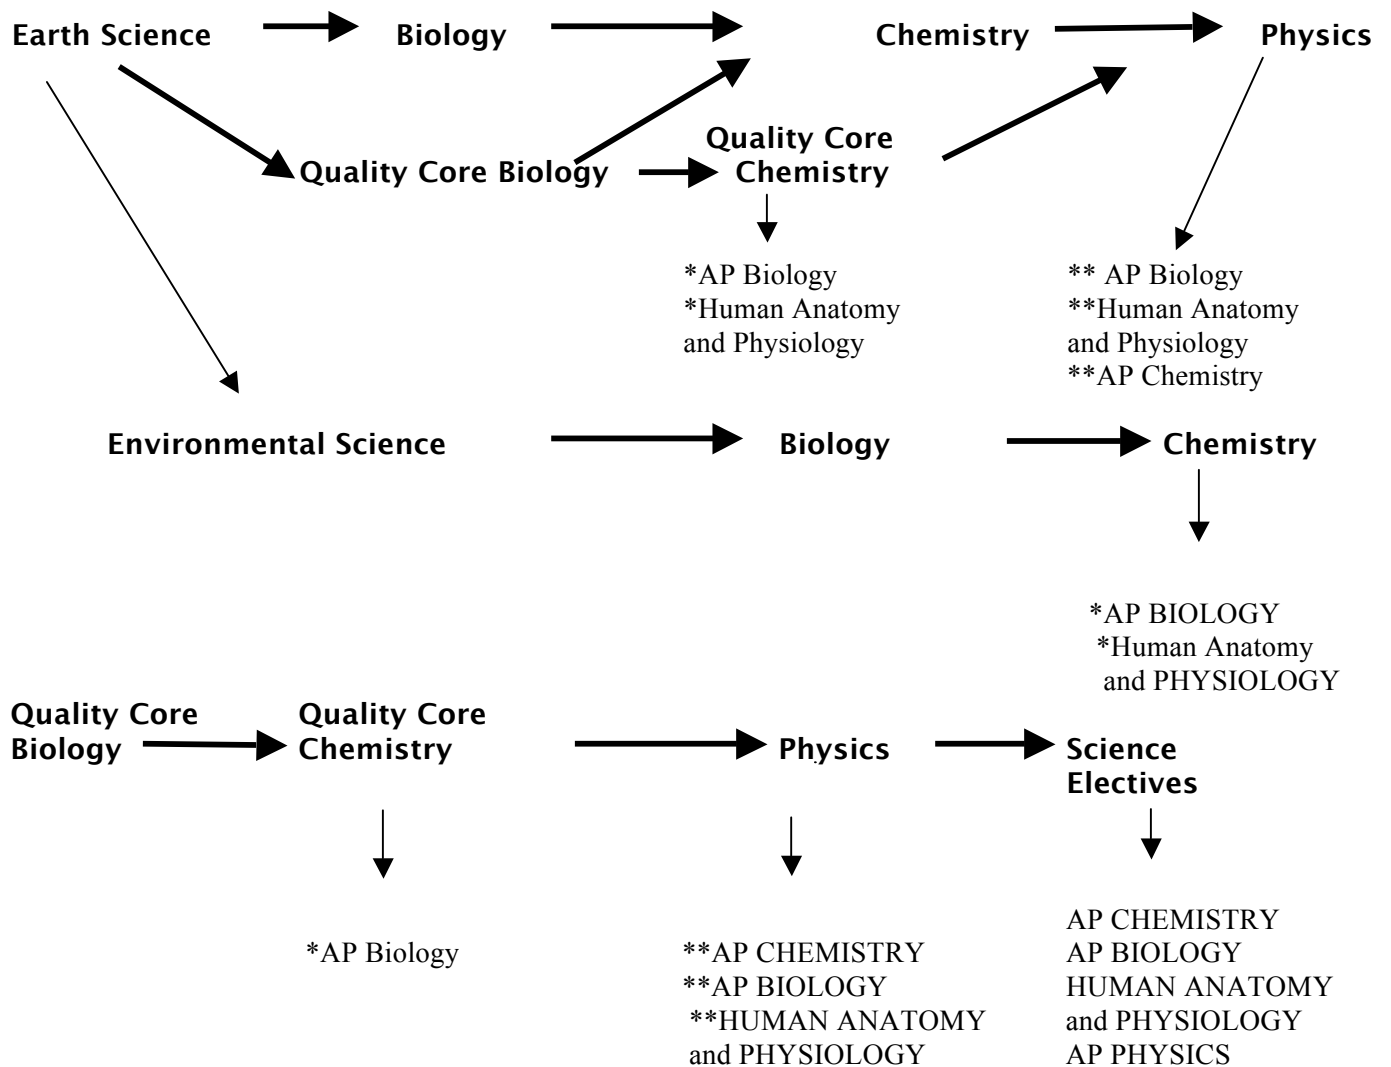 Earth Science
Biology
Chemistry
Physics
Quality Core Biology
Quality Core
Chemistry
*AP Biology
*Human Anatomy
and Physiology
** AP Biology
**Human Anatomy
and Physiology
**AP Chemistry
Environmental Science
Biology
Chemistry
*AP BIOLOGY
*Human Anatomy
and PHYSIOLOGY
Quality Core
Biology
Quality Core
Chemistry
Physics
Science
Electives
*AP Biology
**AP CHEMISTRY
**AP BIOLOGY
**HUMAN ANATOMY
and PHYSIOLOGY
AP CHEMISTRY
AP BIOLOGY
HUMAN ANATOMY
and PHYSIOLOGY
AP PHYSICS